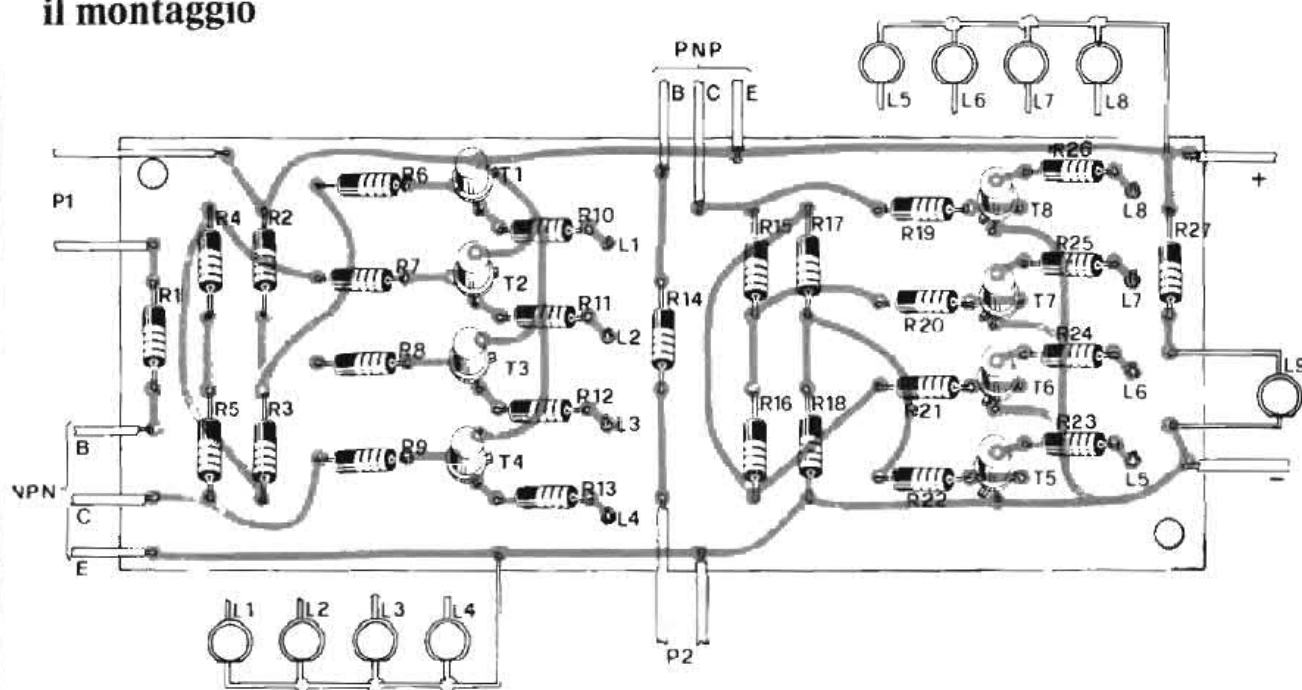 il montaggio
PNP
B C E
L5 L6 L7 L8
P1
R4 R2 R6 T1 R10 L1
R15 R17 R19 T8 R26 L8
+
R1 R7 T2 R11 L2
R14
R20 T7 R25 L7 R27
R8 T3 R12 L3
R21 T6 R24 L6
L9
R5 R3 R9 T4 R13 L4
R16 R18 R22 T5 R23 L5
-
NPN
B
C
E
L1 L2 L3 L4
P2